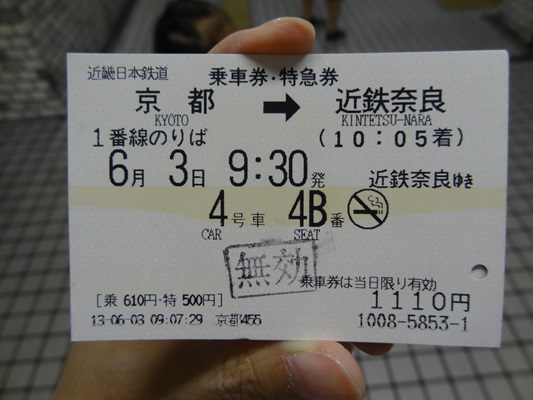 近畿日本鉄道 乗車券・特急券
京都 ➡ 近鉄奈良
KYŌTO KINTETSU-NARA
1番線のりば (10:05着)
6月 3日 9:30発 近鉄奈良ゆき
4号車 4B番
CAR SEAT
無効
乗車券は当日限り有効
[乗 610円・特 500円] 1110円
13-06-03 09:07:29 京都455 1008-5853-1